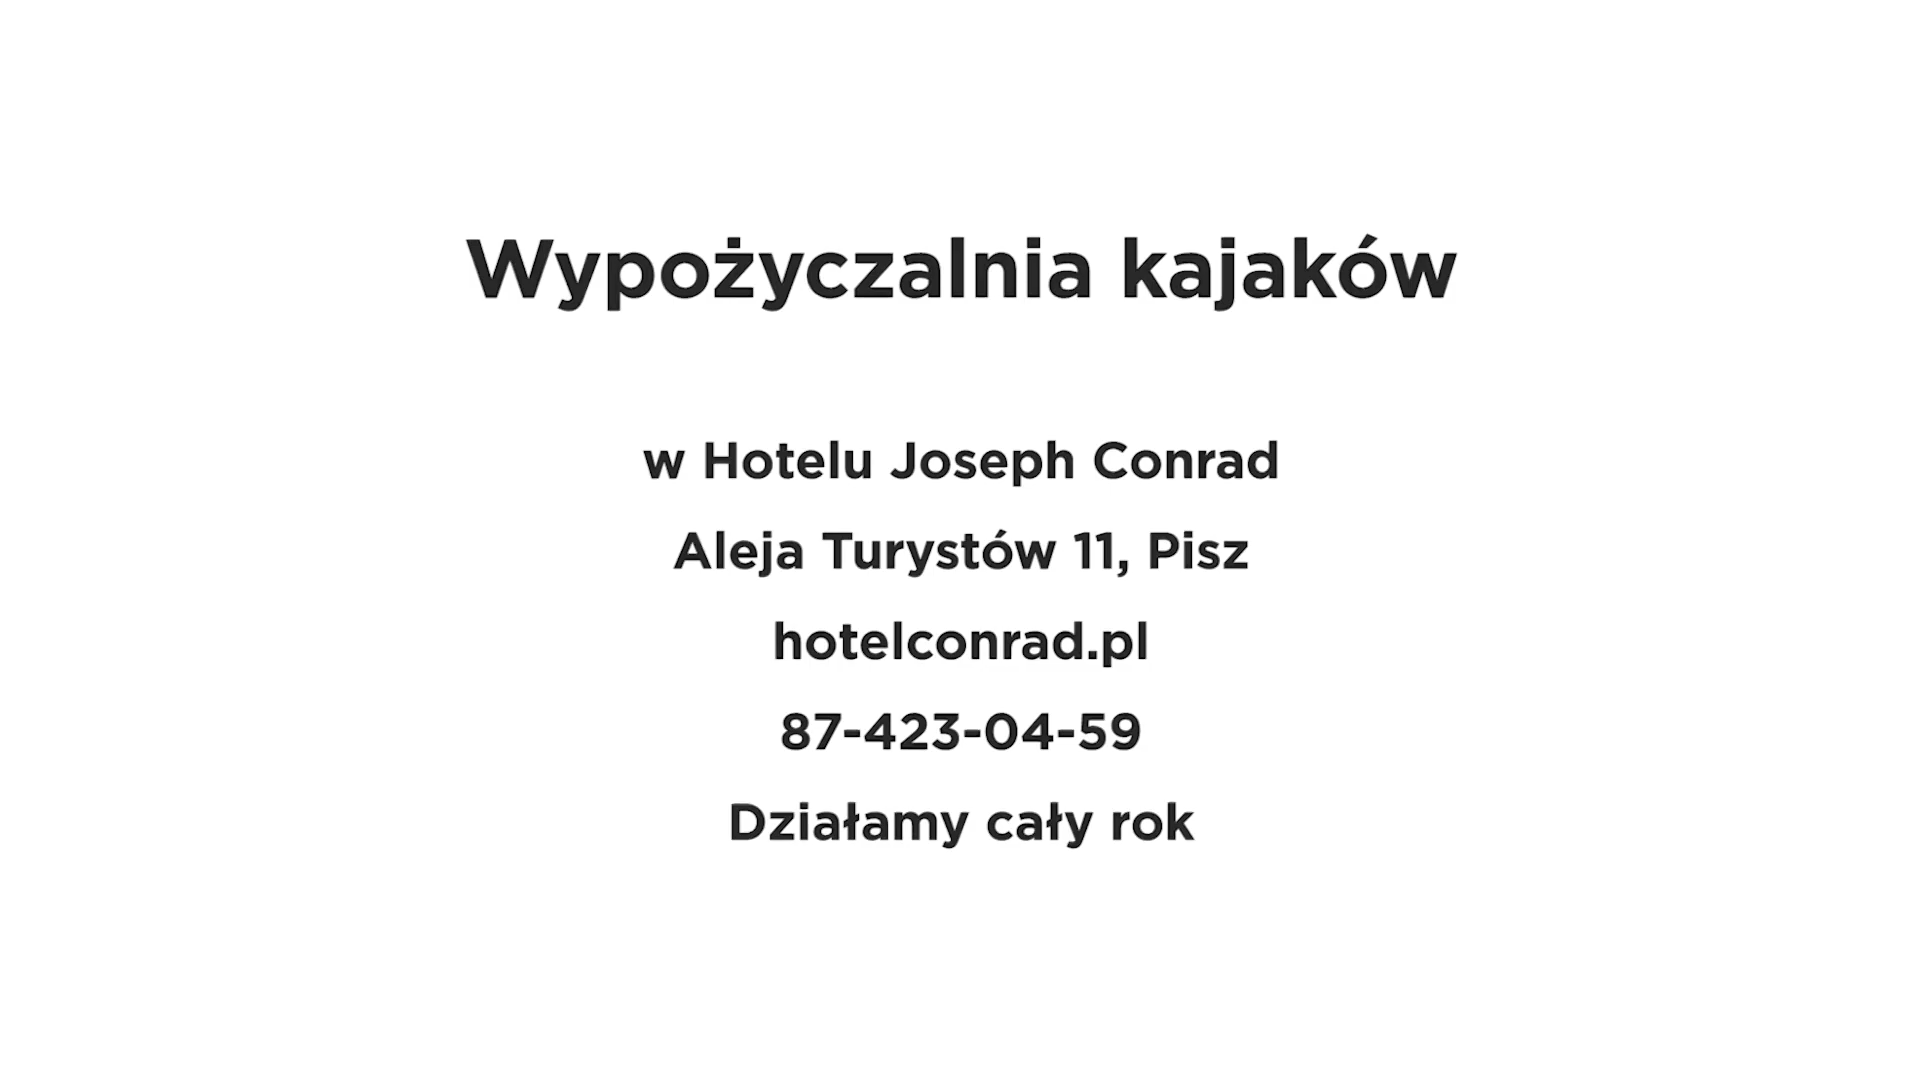 Wypożyczalnia kajaków
w Hotelu Joseph Conrad
Aleja Turystów 11, Pisz
hotelconrad.pl
87-423-04-59
Działamy cały rok